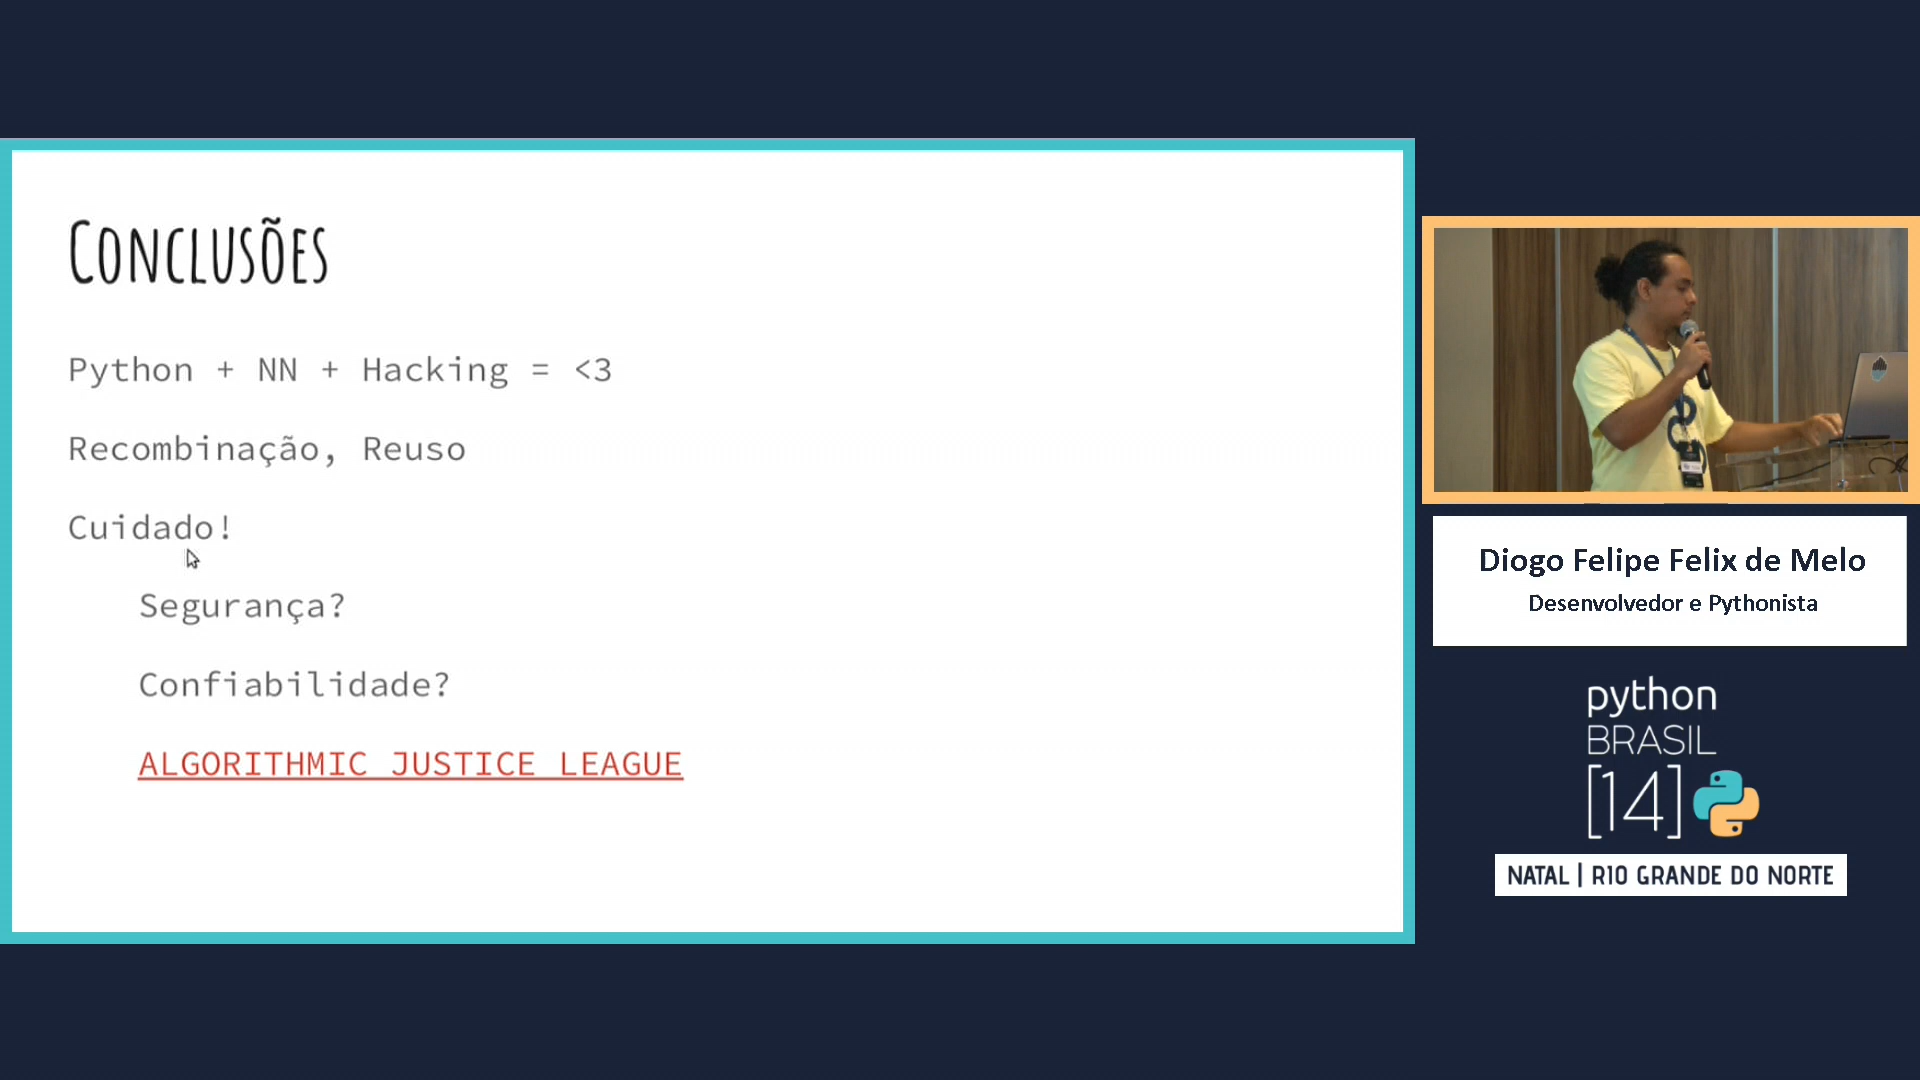 Conclusões
Python + NN + Hacking = <3
Recombinação, Reuso
Cuidado!
Segurança?
Confiabilidade?
ALGORITHMIC JUSTICE LEAGUE
Diogo Felipe Felix de Melo
Desenvolvedor e Pythonista
python
BRASIL
[14]
NATAL | RIO GRANDE DO NORTE